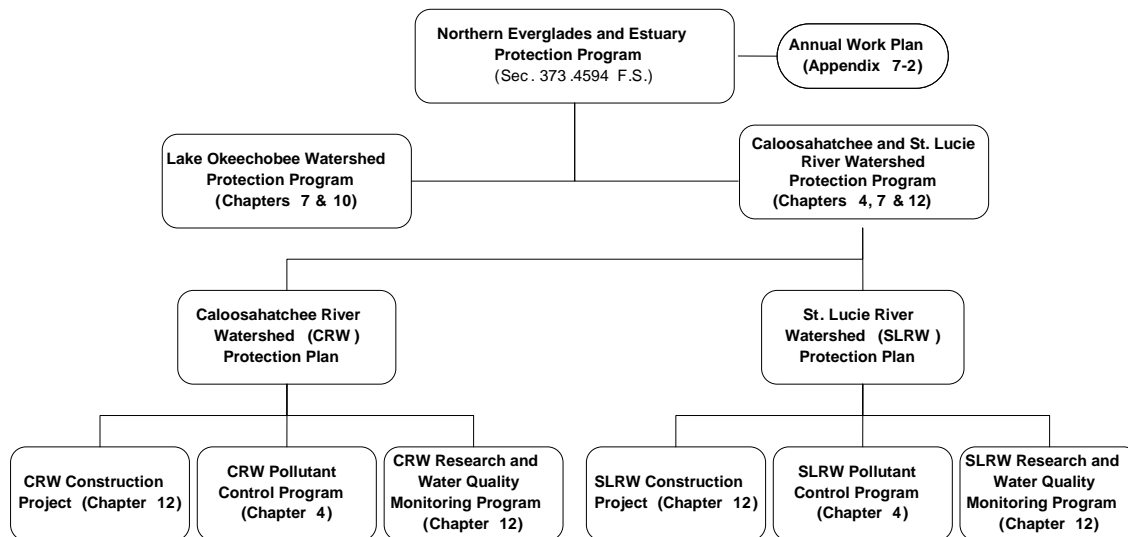 Northern Everglades and Estuary
Protection Program
(Sec. 373.4594 F.S.)
Annual Work Plan
(Appendix 7-2)
Lake Okeechobee Watershed
Protection Program
(Chapters 7 & 10)
Caloosahatchee and St. Lucie
River Watershed
Protection Program
(Chapters 4, 7 & 12)
Caloosahatchee River
Watershed (CRW)
Protection Plan
St. Lucie River
Watershed (SLRW)
Protection Plan
CRW Construction
Project (Chapter 12)
CRW Pollutant
Control Program
(Chapter 4)
CRW Research and
Water Quality
Monitoring Program
(Chapter 12)
SLRW Construction
Project (Chapter 12)
SLRW Pollutant
Control Program
(Chapter 4)
SLRW Research and
Water Quality
Monitoring Program
(Chapter 12)